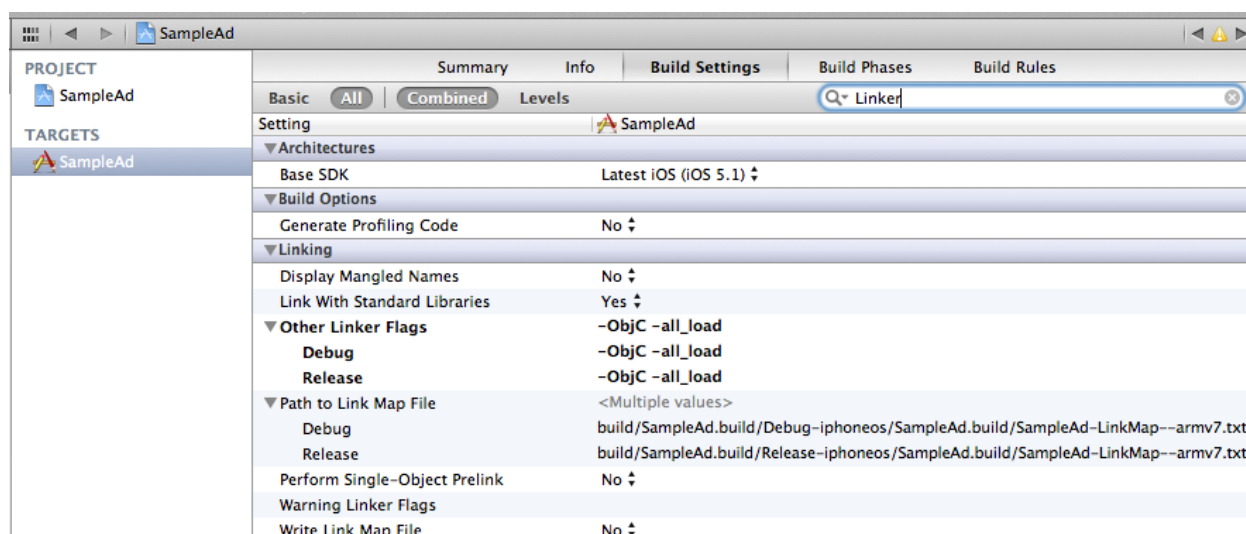 SampleAd
PROJECT
SampleAd
TARGETS
SampleAd
Summary Info Build Settings Build Phases Build Rules
Basic All Combined Levels Linker
Setting SampleAd
Architectures
Base SDK Latest iOS (iOS 5.1)
Build Options
Generate Profiling Code No
Linking
Display Mangled Names No
Link With Standard Libraries Yes
Other Linker Flags -ObjC -all_load
Debug -ObjC -all_load
Release -ObjC -all_load
Path to Link Map File <Multiple values>
Debug build/SampleAd.build/Debug-iphoneos/SampleAd.build/SampleAd-LinkMap--armv7.txt
Release build/SampleAd.build/Release-iphoneos/SampleAd.build/SampleAd-LinkMap--armv7.txt
Perform Single-Object Prelink No
Warning Linker Flags
Write Link Map File No